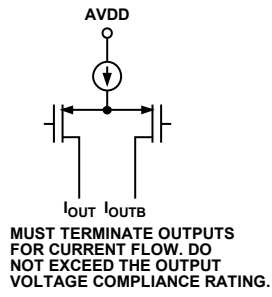 AVDD
IOUT IOUTB
MUST TERMINATE OUTPUTS
FOR CURRENT FLOW. DO
NOT EXCEED THE OUTPUT
VOLTAGE COMPLIANCE RATING.